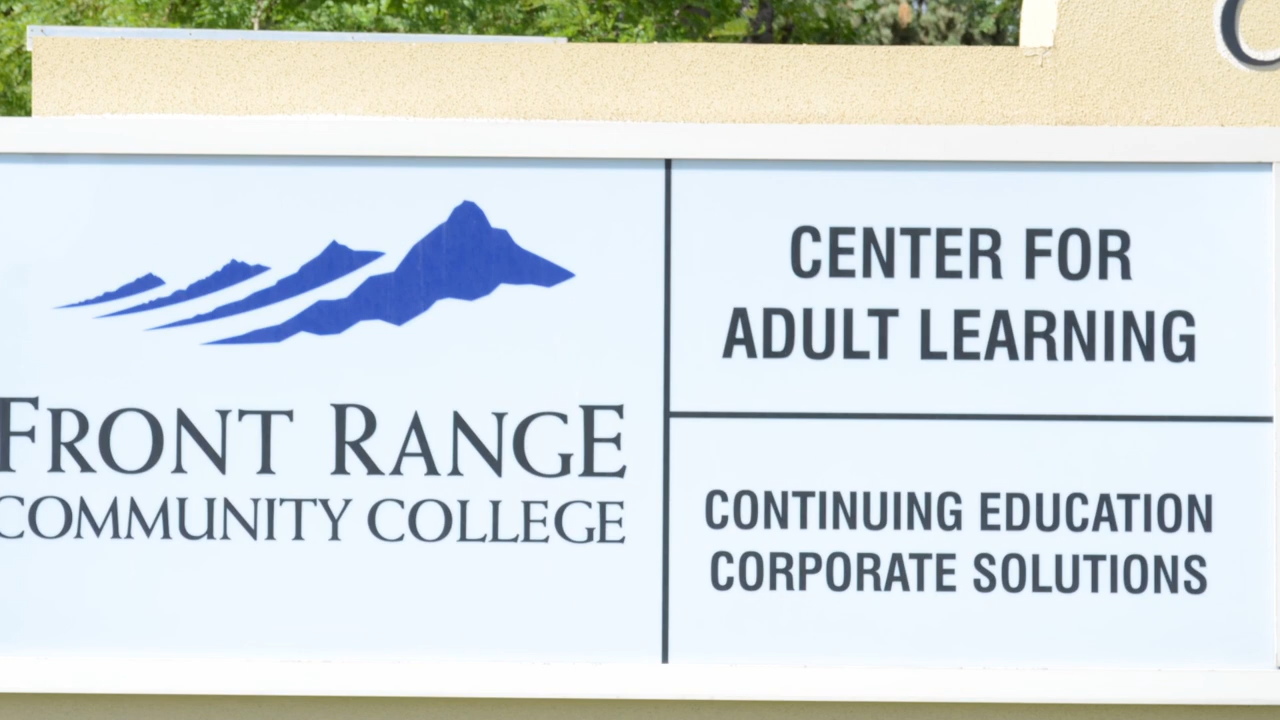 FRONT RANGE
COMMUNITY COLLEGE
CENTER FOR
ADULT LEARNING
CONTINUING EDUCATION
CORPORATE SOLUTIONS